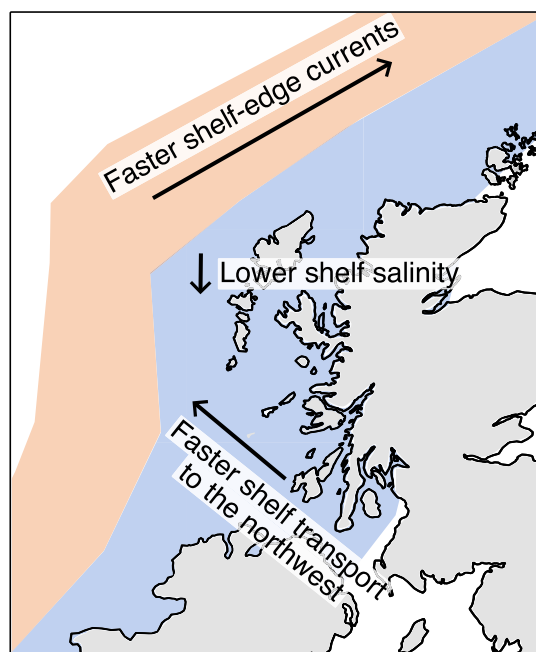 Faster shelf-edge currents
Lower shelf salinity
Faster shelf transport
to the northwest